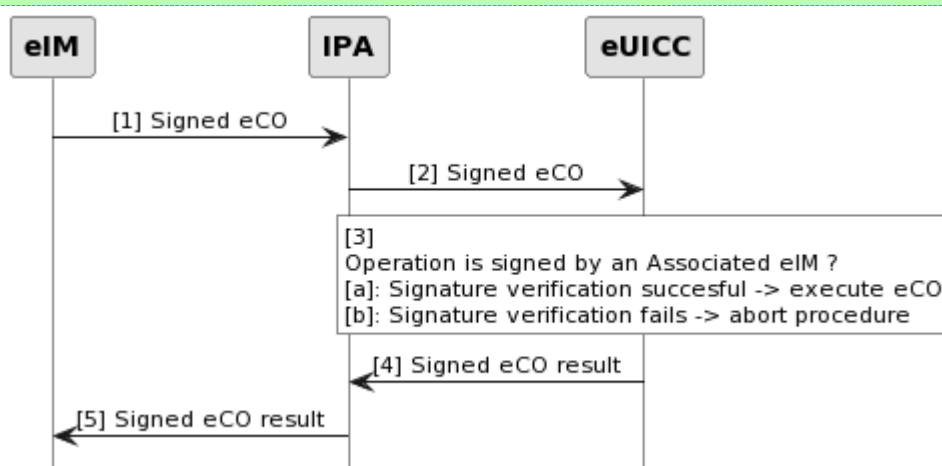 eIM
IPA
eUICC
[1] Signed eCO
[2] Signed eCO
[3]
Operation is signed by an Associated eIM ?
[a]: Signature verification succesful -> execute eCO
[b]: Signature verification fails -> abort procedure
[4] Signed eCO result
[5] Signed eCO result